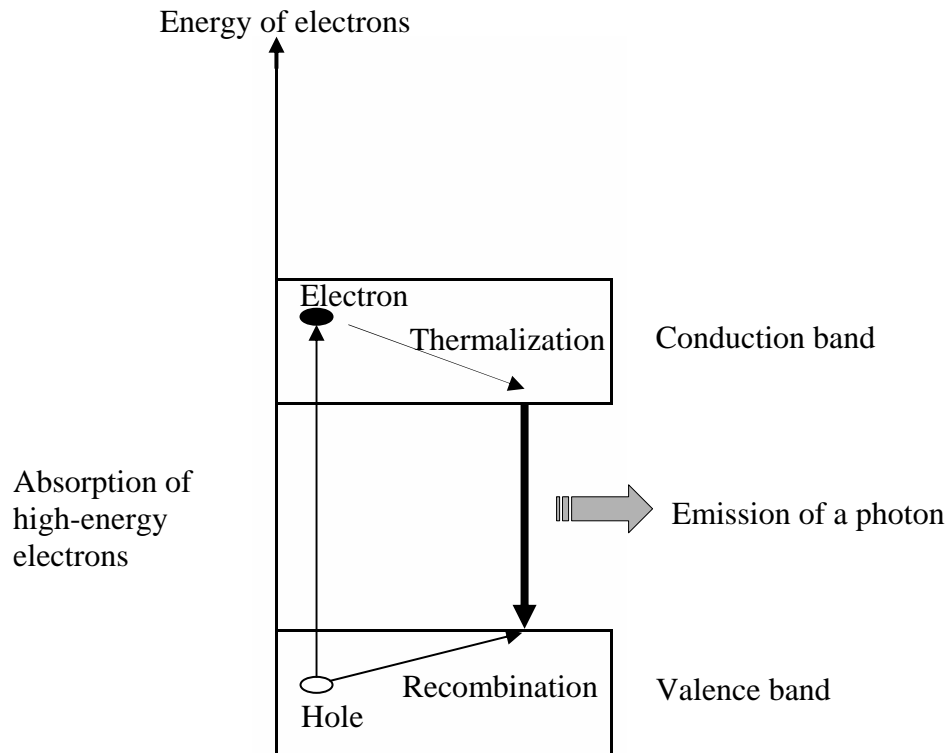 Energy of electrons
Electron
Thermalization
Conduction band
Absorption of
high-energy
electrons
Emission of a photon
Recombination
Valence band
Hole